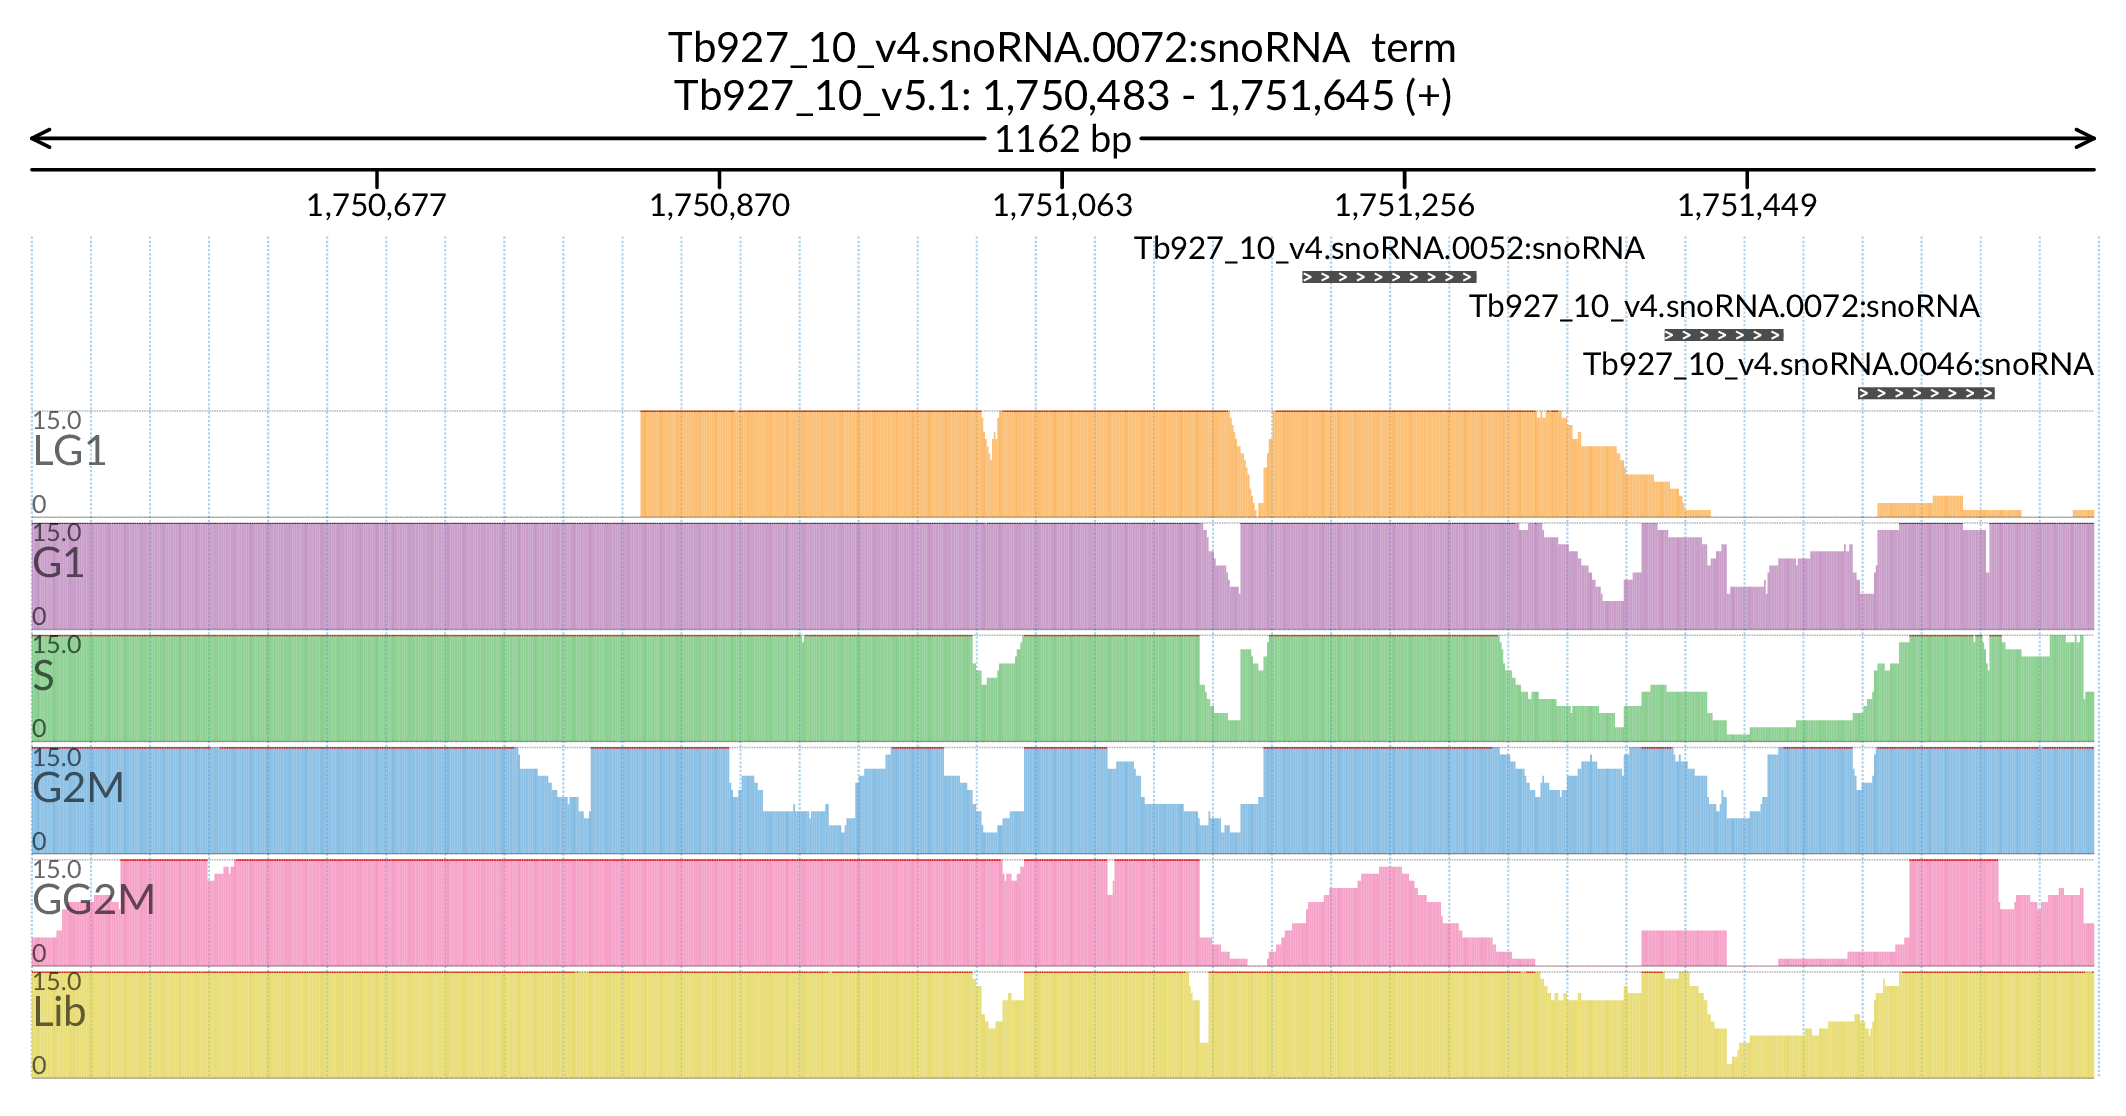 Tb927_10_v4.snoRNA.0072:snoRNA  term
Tb927_10_v5.1: 1,750,483 - 1,751,645 (+)
1162 bp
1,750,677 1,750,870 1,751,063 1,751,256 1,751,449
Tb927_10_v4.snoRNA.0052:snoRNA
Tb927_10_v4.snoRNA.0072:snoRNA
Tb927_10_v4.snoRNA.0046:snoRNA
15.0
LG1
0
15.0
G1
0
15.0
S
0
15.0
G2M
0
15.0
GG2M
0
15.0
Lib
0